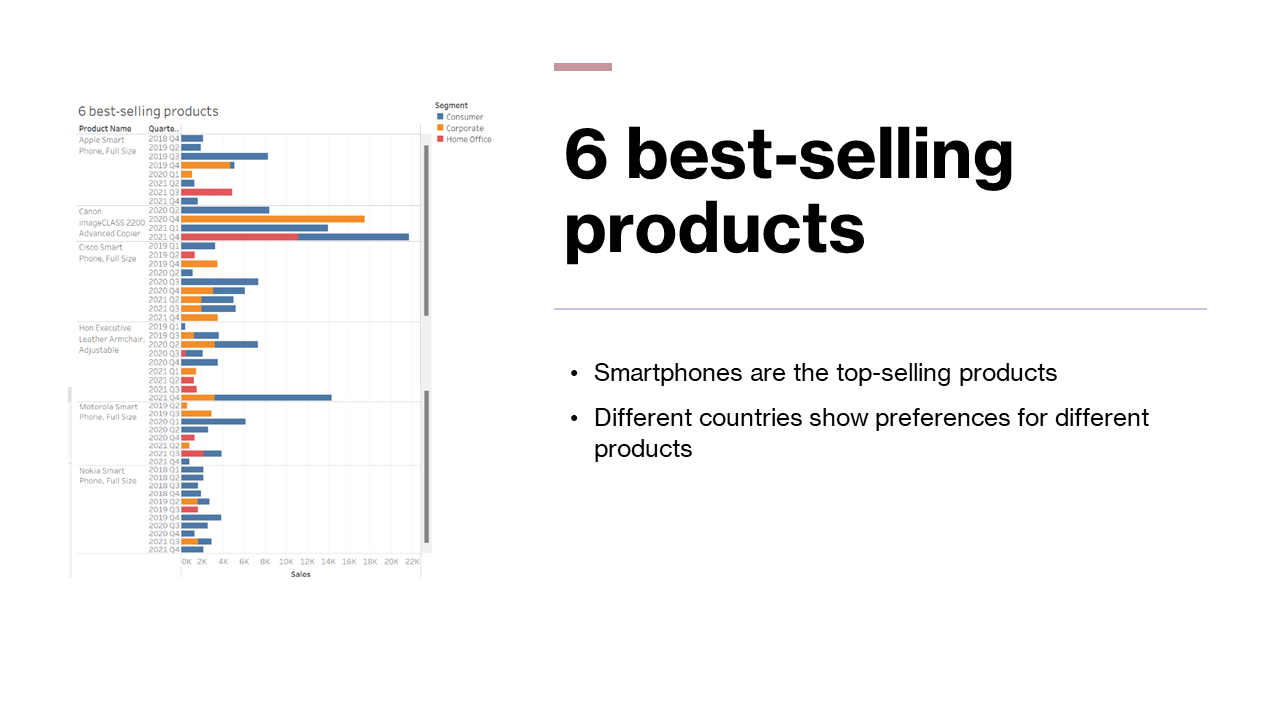 6 best-selling products
Product Name Quarte..
Apple Smart
Phone, Full Size
2018 Q4
2019 Q2
2019 Q3
2019 Q4
2020 Q1
2021 Q2
2021 Q3
2021 Q4
Canon
imageCLASS 2200
Advanced Copier
2020 Q2
2020 Q4
2021 Q1
2021 Q4
Cisco Smart
Phone, Full Size
2019 Q1
2019 Q2
2019 Q4
2020 Q2
2020 Q3
2020 Q4
2021 Q2
2021 Q3
2021 Q4
Hon Executive
Leather Armchair,
Adjustable
2019 Q1
2019 Q3
2020 Q2
2020 Q3
2020 Q4
2021 Q1
2021 Q2
2021 Q3
2021 Q4
Motorola Smart
Phone, Full Size
2019 Q2
2019 Q3
2020 Q1
2020 Q2
2020 Q4
2021 Q2
2021 Q3
2021 Q4
Nokia Smart
Phone, Full Size
2018 Q1
2018 Q2
2018 Q3
2018 Q4
2019 Q2
2019 Q3
2019 Q4
2020 Q3
2020 Q4
2021 Q3
2021 Q4
0K 2K 4K 6K 8K 10K 12K 14K 16K 18K 20K 22K
Sales
Segment
Consumer
Corporate
Home Office
6 best-selling
products
• Smartphones are the top-selling products
• Different countries show preferences for different
products